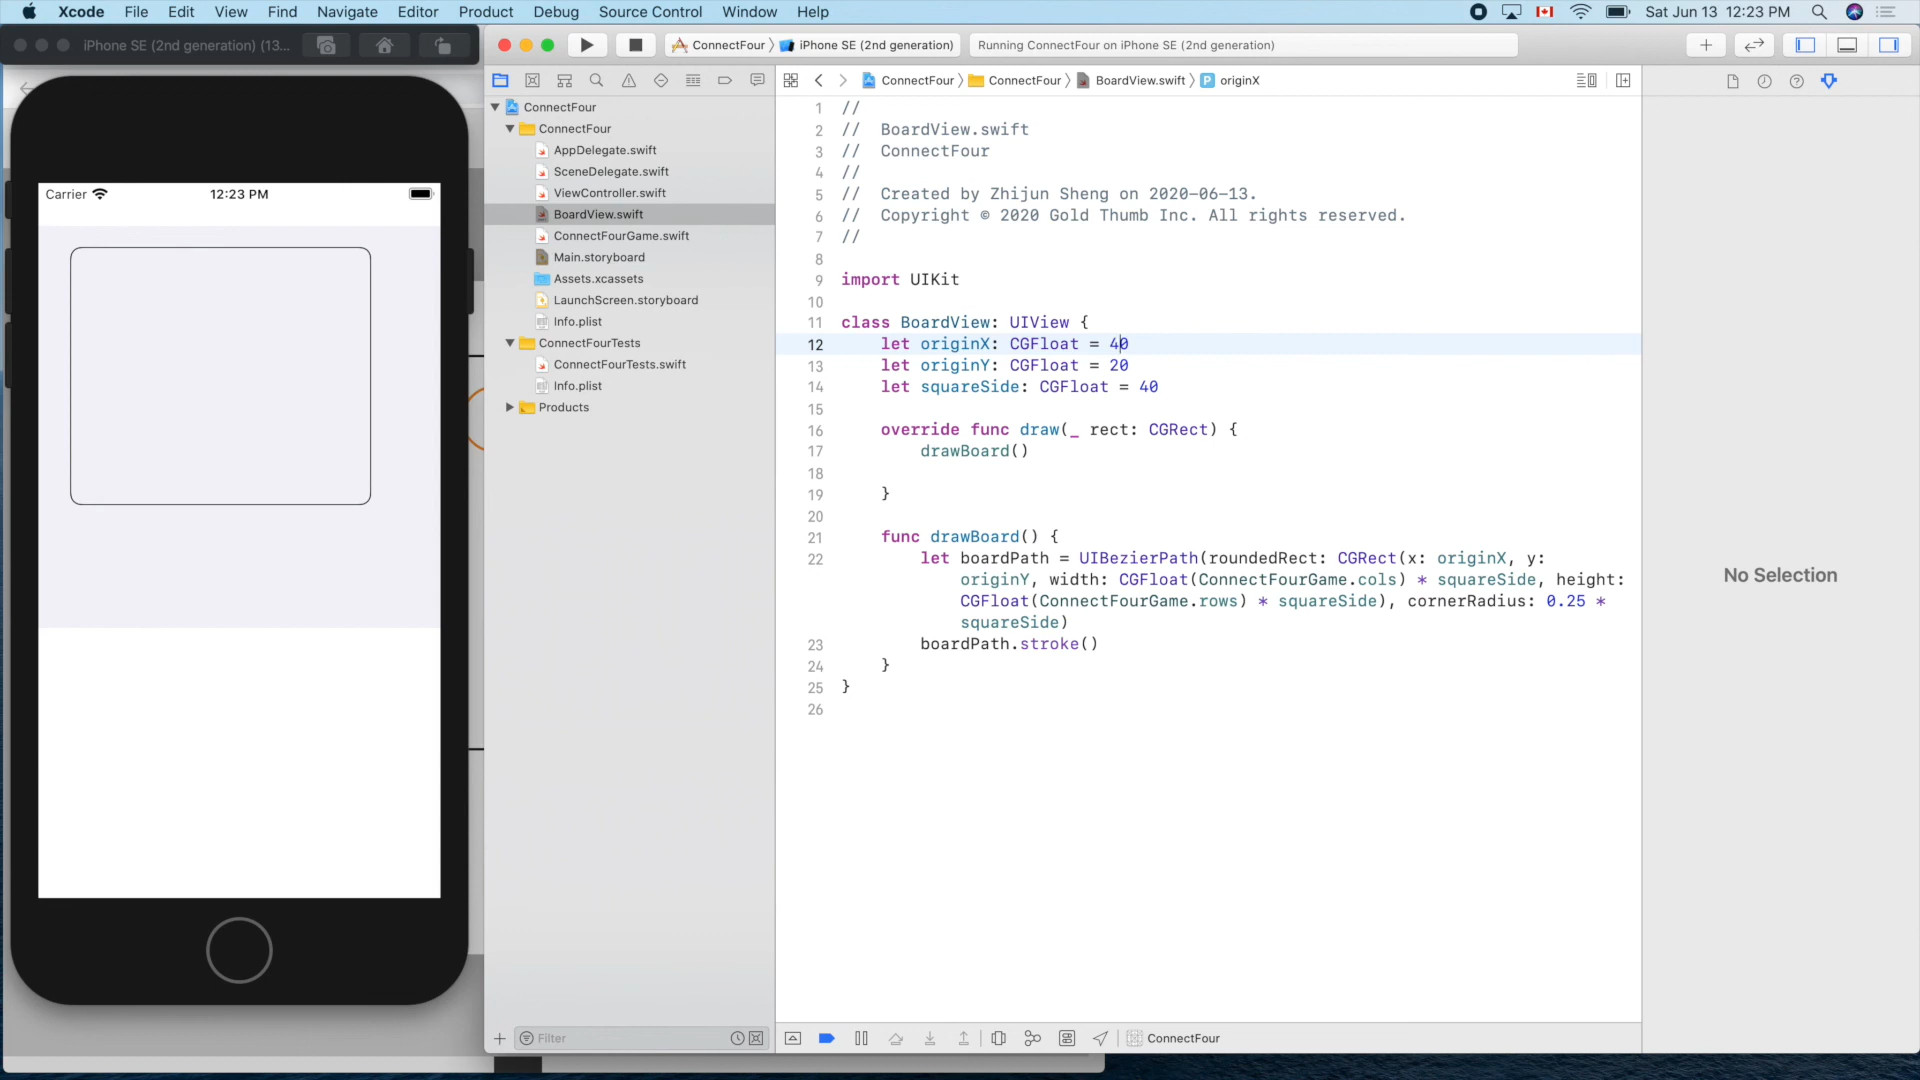 Xcode File Edit View Find Navigate Editor Product Debug Source Control Window Help Sat Jun 13 12:23 PM
iPhone SE (2nd generation) (13...
ConnectFour iPhone SE (2nd generation) Running ConnectFour on iPhone SE (2nd generation)
ConnectFour ConnectFour BoardView.swift P originX
Carrier 12:23 PM
ConnectFour
ConnectFour
AppDelegate.swift
SceneDelegate.swift
ViewController.swift
BoardView.swift
ConnectFourGame.swift
Main.storyboard
Assets.xcassets
LaunchScreen.storyboard
Info.plist
ConnectFourTests
ConnectFourTests.swift
Info.plist
Products
Filter
1 //
2 // BoardView.swift
3 // ConnectFour
4 //
5 // Created by Zhijun Sheng on 2020-06-13.
6 // Copyright © 2020 Gold Thumb Inc. All rights reserved.
7 //
8
9 import UIKit
10
11 class BoardView: UIView {
12 let originX: CGFloat = 40
13 let originY: CGFloat = 20
14 let squareSide: CGFloat = 40
15
16 override func draw(_ rect: CGRect) {
17 drawBoard()
18
19 }
20
21 func drawBoard() {
22 let boardPath = UIBezierPath(roundedRect: CGRect(x: originX, y:
originY, width: CGFloat(ConnectFourGame.cols) * squareSide, height:
CGFloat(ConnectFourGame.rows) * squareSide), cornerRadius: 0.25 *
squareSide)
23 boardPath.stroke()
24 }
25 }
26
ConnectFour
No Selection